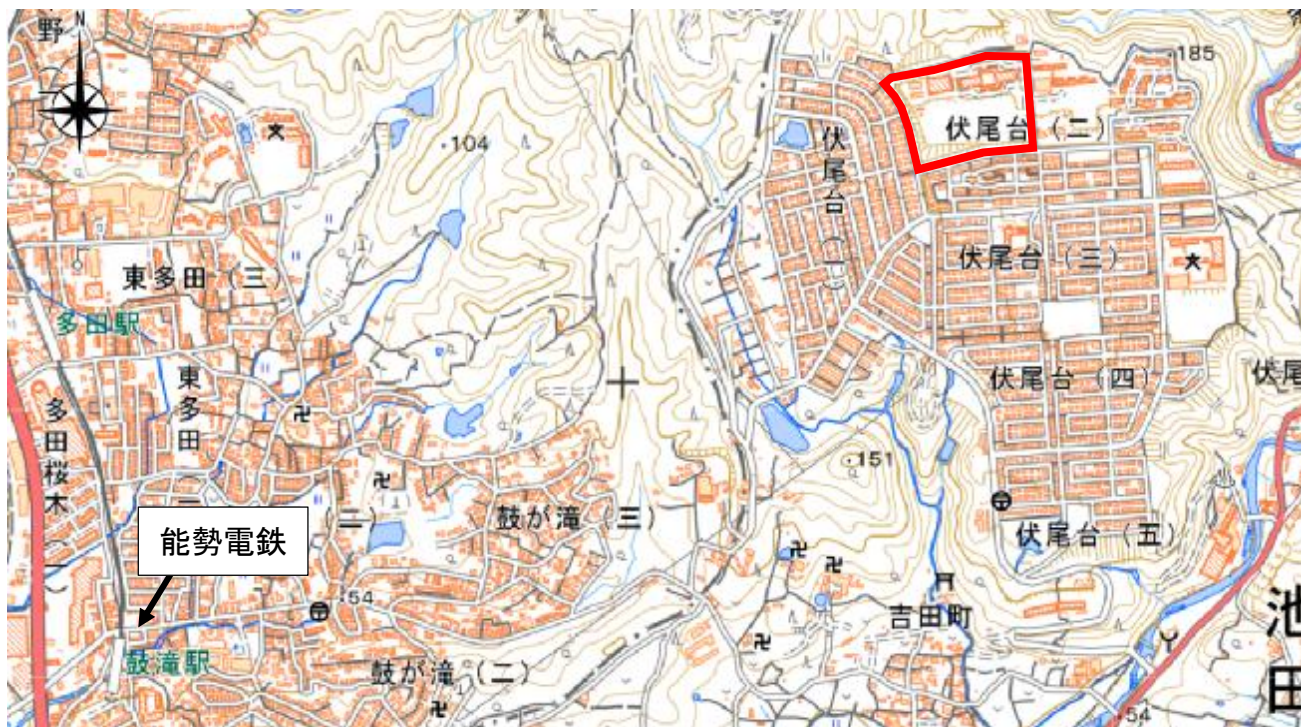 野
N
185
伏尾台(二)
104
伏尾台(一)
東多田(三)
伏尾台(三)
多田駅
東多田(一)
伏尾台(四)
伏尾
多田桜木(一)
151
能勢電鉄
(二)
鼓が滝(三)
伏尾台(五)
54
吉田町
池田
鼓滝駅
鼓が滝(二)
54